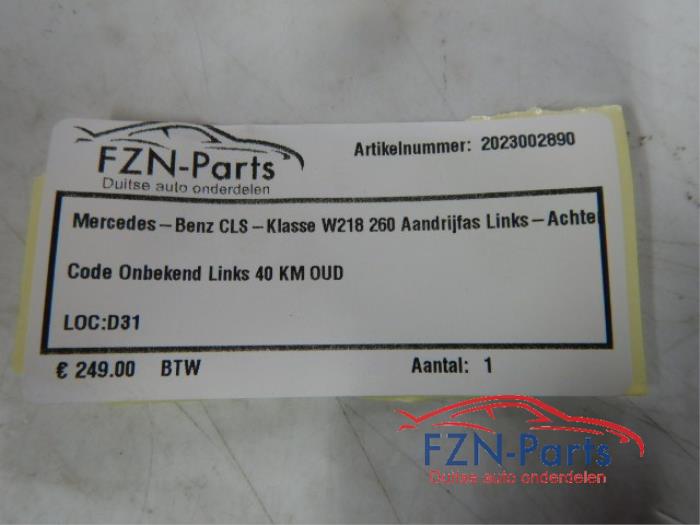 FZN-Parts
Duitse auto onderdelen
Artikelnummer: 2023002890
Mercedes-Benz CLS-Klasse W218 260 Aandrijfas Links-Achte
Code Onbekend Links 40 KM OUD
LOC:D31
€ 249.00 BTW
Aantal: 1
FZN-Parts
Duitse auto onderdelen